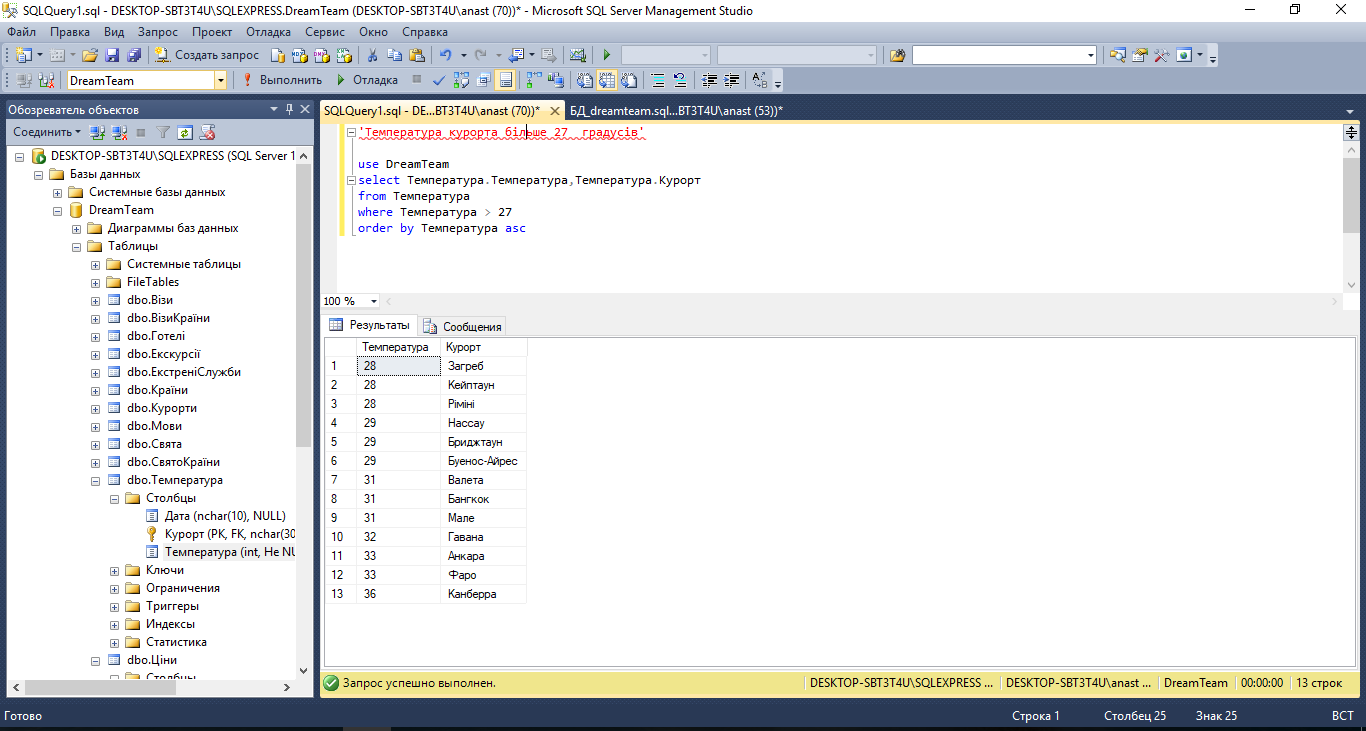 SQLQuery1.sql - DESKTOP-SBT3T4U\SQLEXPRESS.DreamTeam (DESKTOP-SBT3T4U\anast (70))* - Microsoft SQL Server Management Studio
Файл Правка Вид Запрос Проект Отладка Сервис Окно Справка
Создать запрос
DreamTeam Выполнить Отладка
Обозреватель объектов
Соединить
DESKTOP-SBT3T4U\SQLEXPRESS (SQL Server 1
Базы данных
Системные базы данных
DreamTeam
Диаграммы баз данных
Таблицы
Системные таблицы
FileTables
dbo.Візи
dbo.ВізиКраїни
dbo.Готелі
dbo.Екскурсії
dbo.ЕкстреніСлужби
dbo.Країни
dbo.Курорти
dbo.Мови
dbo.Свята
dbo.СвятоКраїни
dbo.Температура
Столбцы
Дата (nchar(10), NULL)
Курорт (PK, FK, nchar(30
Температура (int, Не NU
Ключи
Ограничения
Триггеры
Индексы
Статистика
dbo.Ціни
Столбцы
SQLQuery1.sql - DE...BT3T4U\anast (70))* БД_dreamteam.sql...BT3T4U\anast (53))*
'Температура курорта більше 27  градусів'
use DreamTeam
select Температура.Температура,Температура.Курорт
from Температура
where Температура > 27
order by Температура asc
100 %
Результаты Сообщения
Температура Курорт
1 28 Загреб
2 28 Кейптаун
3 28 Ріміні
4 29 Нассау
5 29 Бриджтаун
6 29 Буенос-Айрес
7 31 Валета
8 31 Бангкок
9 31 Мале
10 32 Гавана
11 33 Анкара
12 33 Фаро
13 36 Канберра
Запрос успешно выполнен. DESKTOP-SBT3T4U\SQLEXPRESS ... DESKTOP-SBT3T4U\anast ... DreamTeam 00:00:00 13 строк
Готово Строка 1 Столбец 25 Знак 25 ВСТ